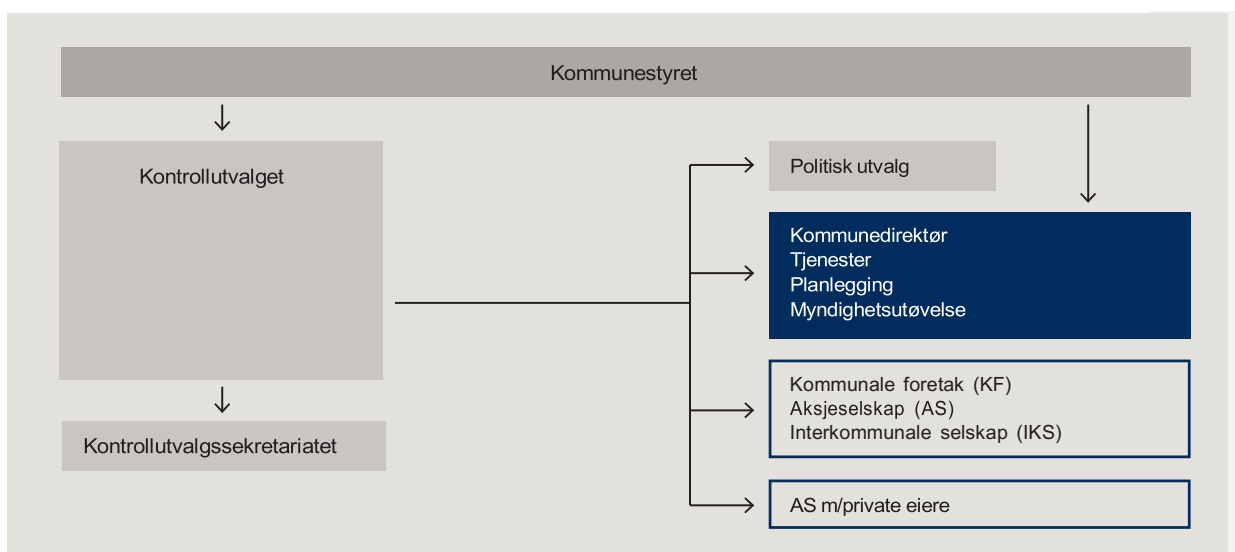 Kommunestyret
Kontrollutvalget
Kontrollutvalgssekretariatet
Politisk utvalg
Kommunedirektør
Tjenester
Planlegging
Myndighetsutøvelse
Kommunale foretak (KF)
Aksjeselskap (AS)
Interkommunale selskap (IKS)
AS m/private eiere